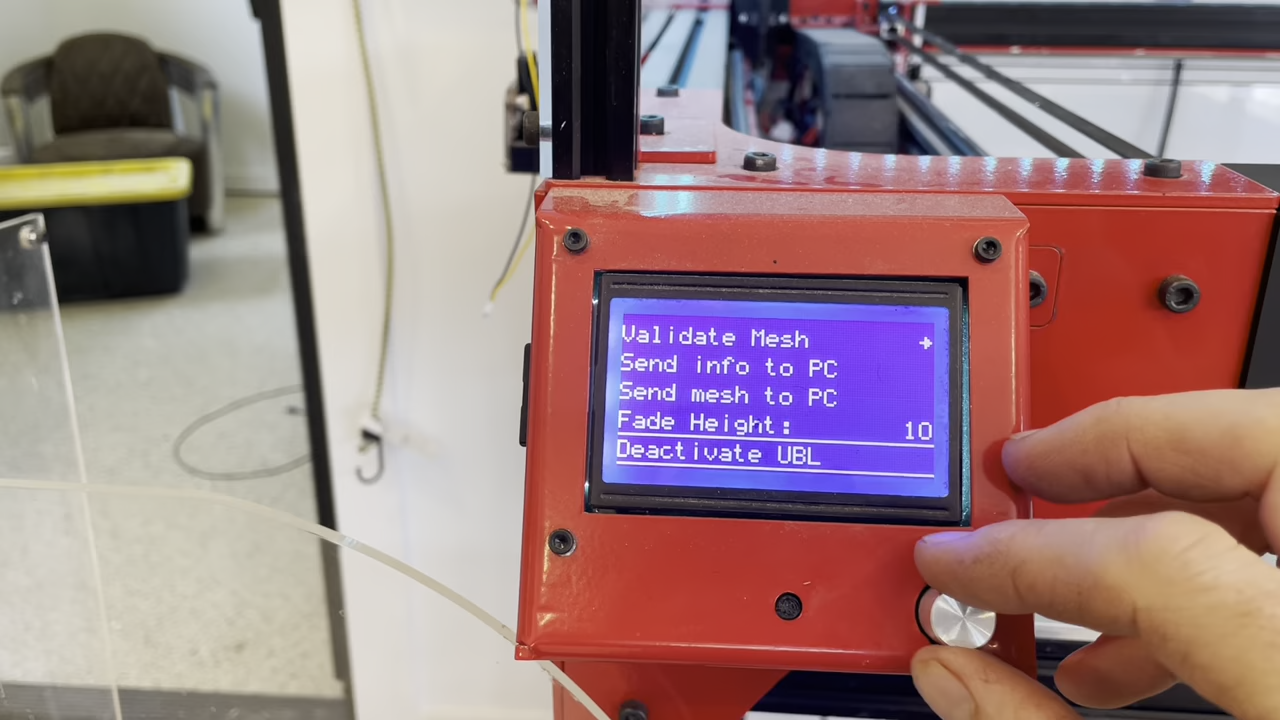 Validate Mesh →
Send info to PC
Send mesh to PC
Fade Height: 10
Deactivate UBL